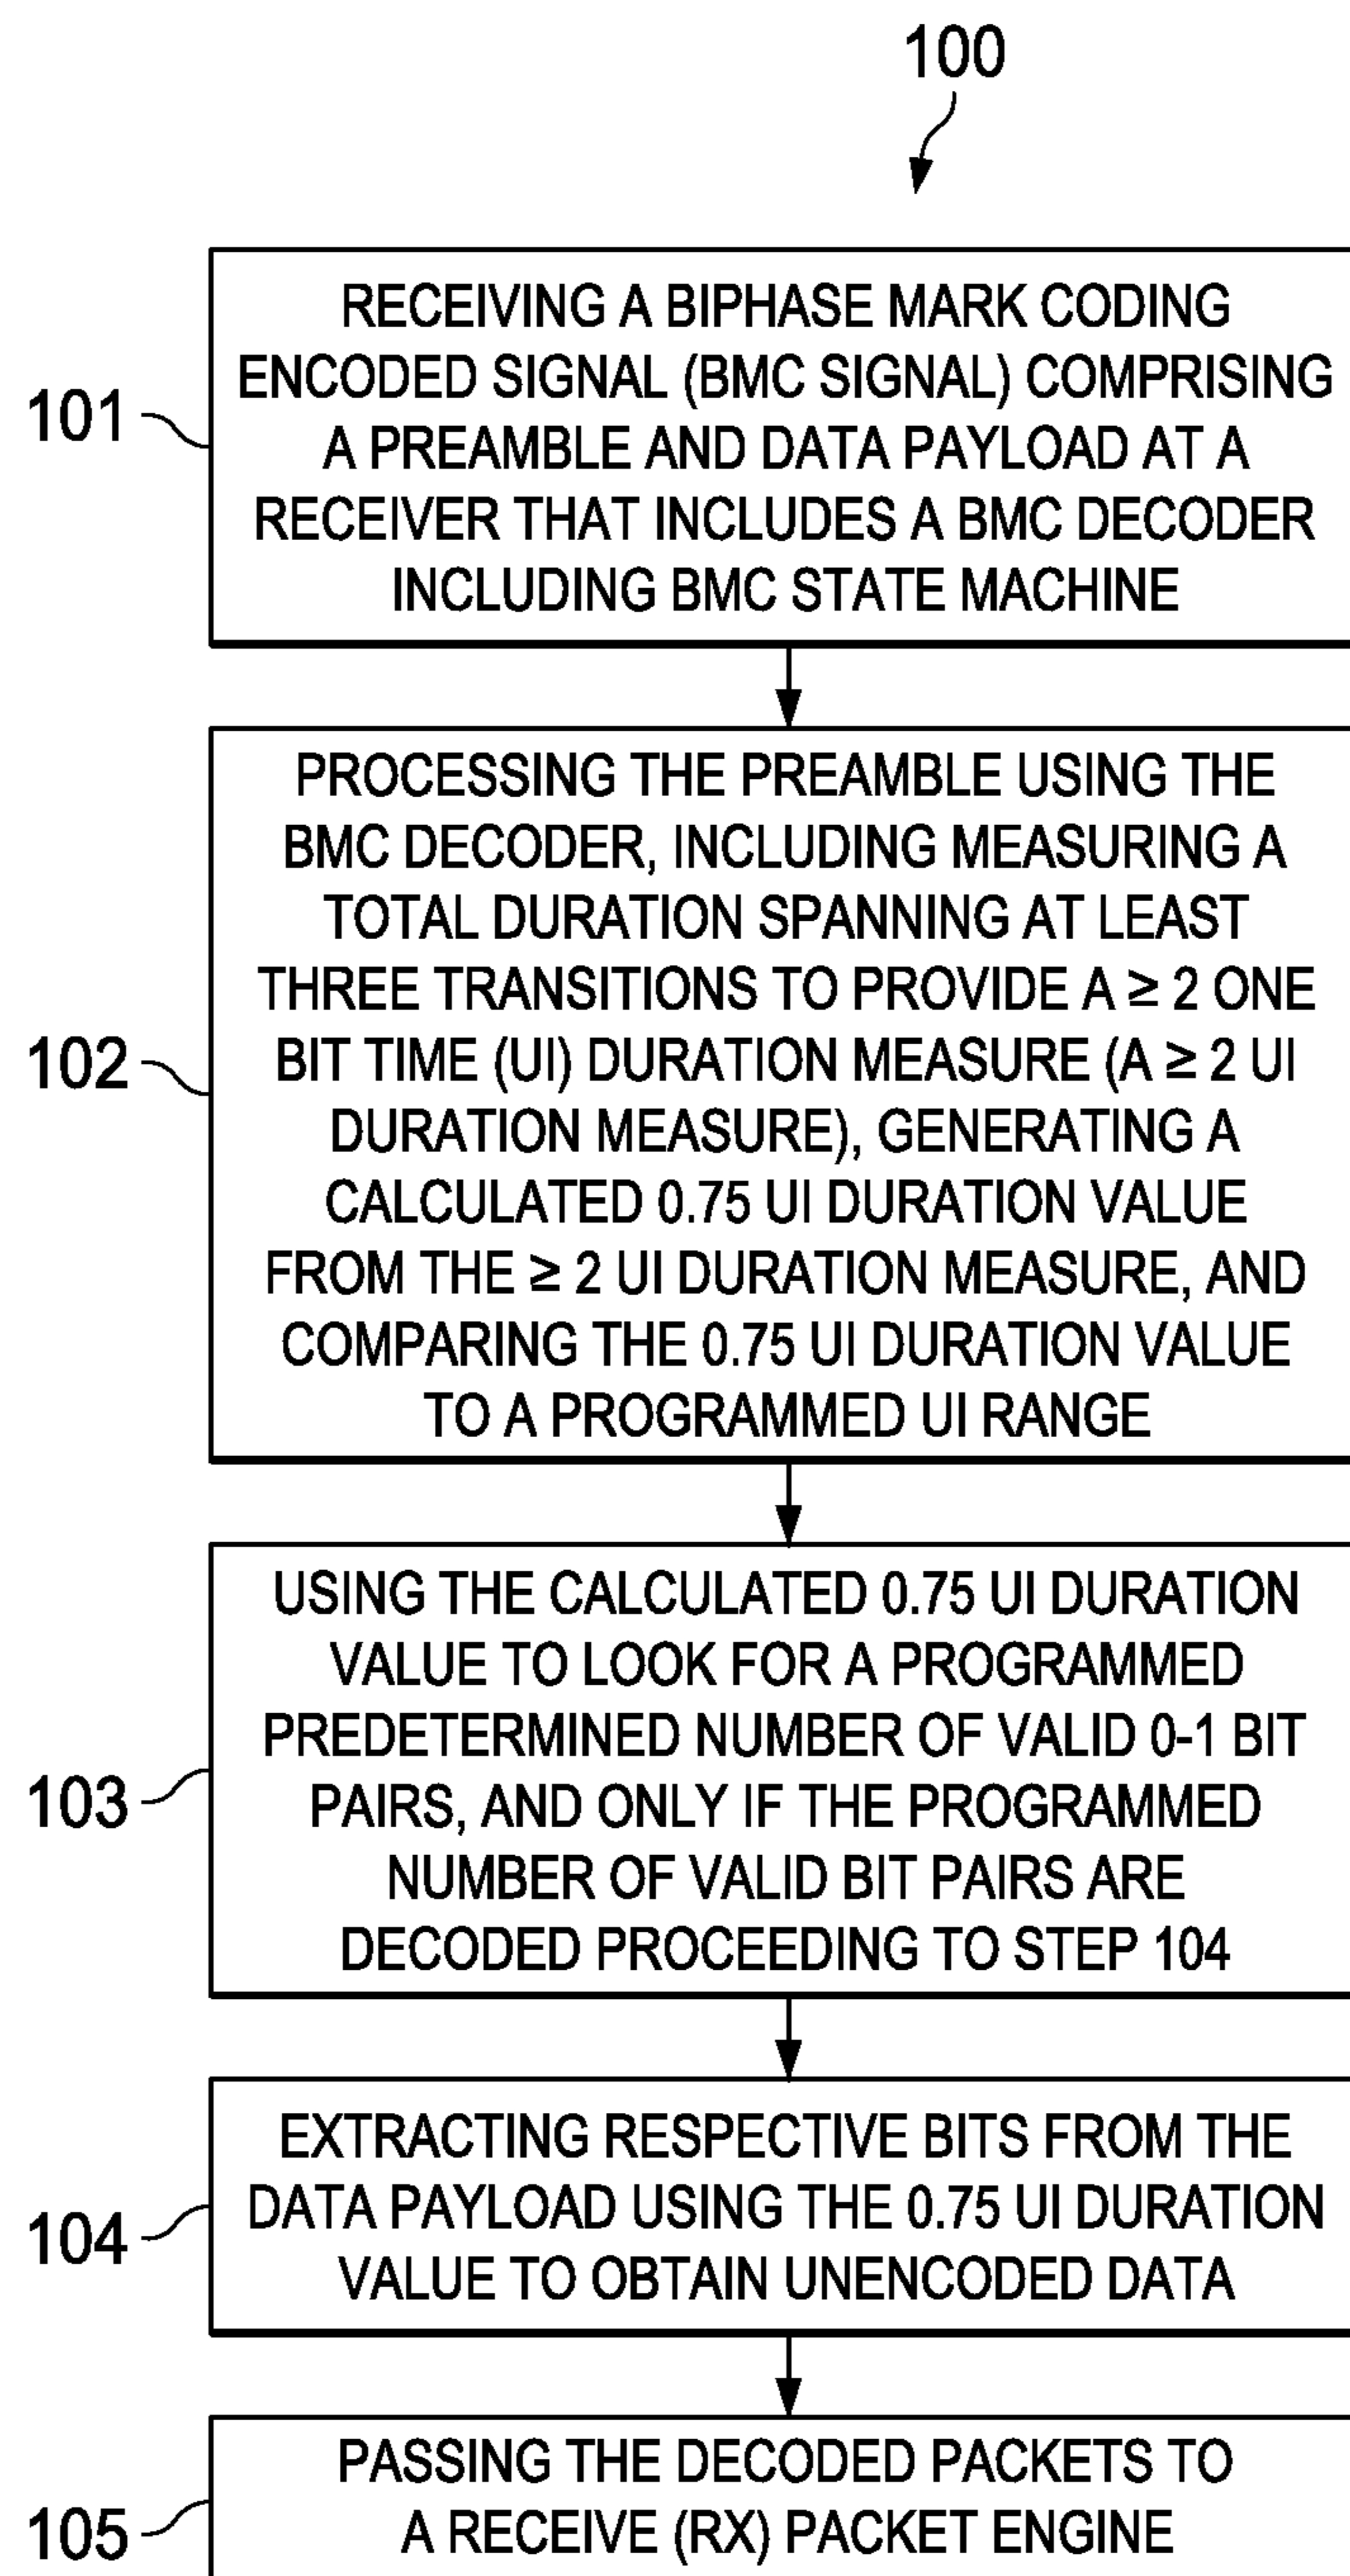 100
101
RECEIVING A BIPHASE MARK CODING
ENCODED SIGNAL (BMC SIGNAL) COMPRISING
A PREAMBLE AND DATA PAYLOAD AT A
RECEIVER THAT INCLUDES A BMC DECODER
INCLUDING BMC STATE MACHINE
102
PROCESSING THE PREAMBLE USING THE
BMC DECODER, INCLUDING MEASURING A
TOTAL DURATION SPANNING AT LEAST
THREE TRANSITIONS TO PROVIDE A ≥ 2 ONE
BIT TIME (UI) DURATION MEASURE (A ≥ 2 UI
DURATION MEASURE), GENERATING A
CALCULATED 0.75 UI DURATION VALUE
FROM THE ≥ 2 UI DURATION MEASURE, AND
COMPARING THE 0.75 UI DURATION VALUE
TO A PROGRAMMED UI RANGE
103
USING THE CALCULATED 0.75 UI DURATION
VALUE TO LOOK FOR A PROGRAMMED
PREDETERMINED NUMBER OF VALID 0-1 BIT
PAIRS, AND ONLY IF THE PROGRAMMED
NUMBER OF VALID BIT PAIRS ARE
DECODED PROCEEDING TO STEP 104
104
EXTRACTING RESPECTIVE BITS FROM THE
DATA PAYLOAD USING THE 0.75 UI DURATION
VALUE TO OBTAIN UNENCODED DATA
105
PASSING THE DECODED PACKETS TO
A RECEIVE (RX) PACKET ENGINE